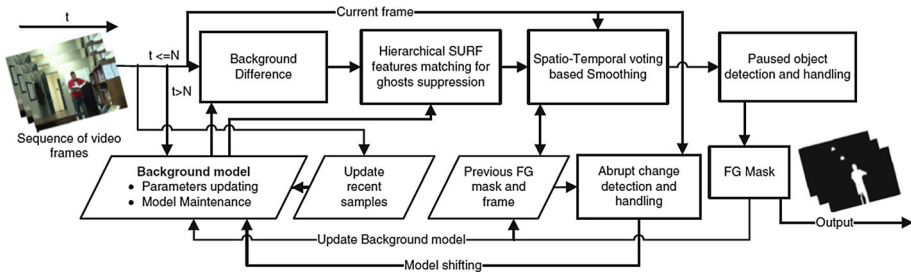 t
Current frame
t <=N
t>N
Background
Difference
Hierarchical SURF
features matching for
ghosts suppression
Spatio-Temporal voting
based Smoothing
Paused object
detection and handling
Sequence of video
frames
Background model
• Parameters updating
• Model Maintenance
Update
recent
samples
Previous FG
mask and
frame
Abrupt change
detection and
handling
FG Mask
Output
Update Background model
Model shifting